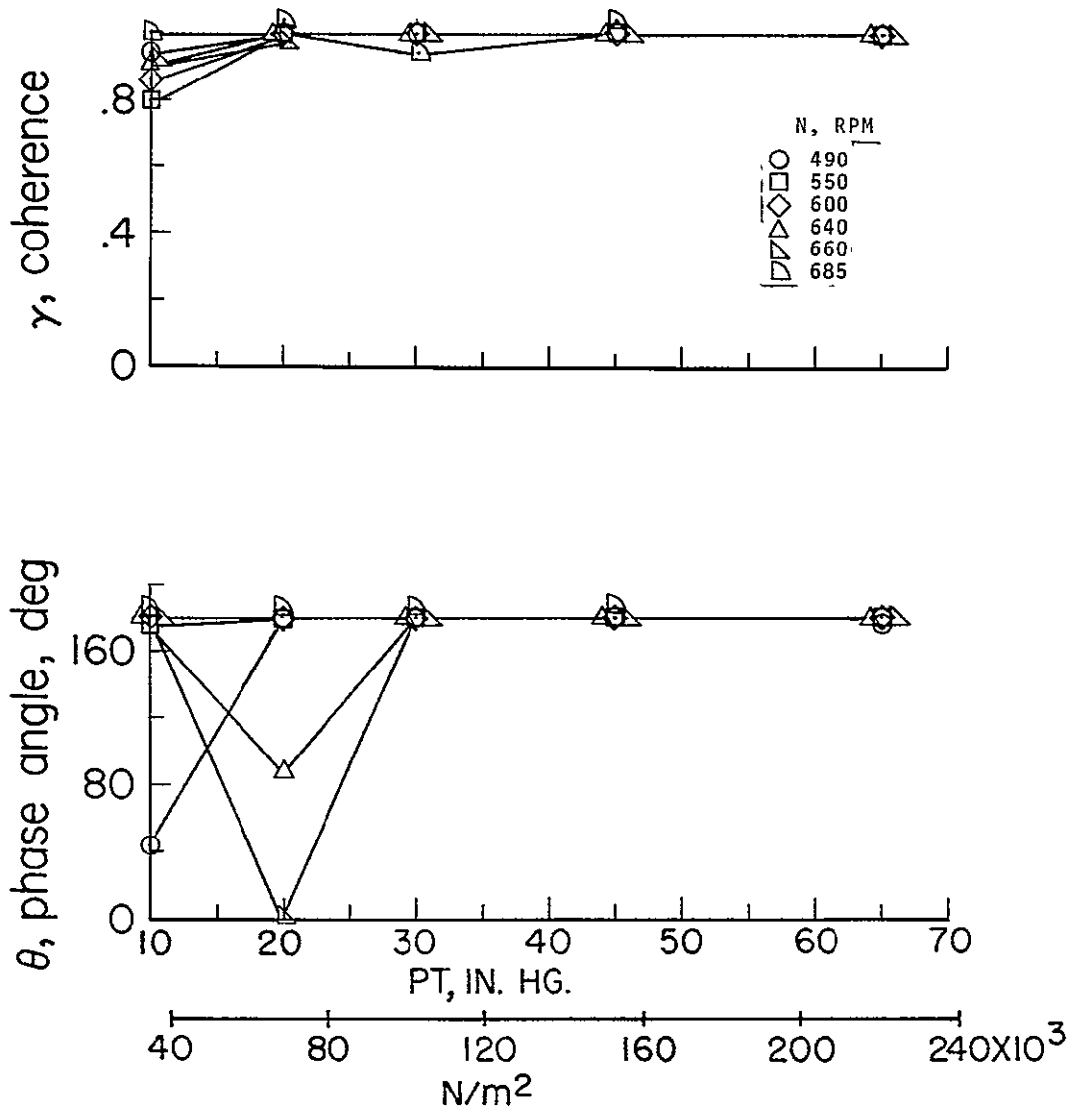 γ, coherence
.8
.4
0
N, RPM
490
550
600
640
660
685
θ, phase angle, deg
160
80
0
10 20 30 40 50 60 70
PT, IN. HG.
40 80 120 160 200 240X10³
N/m²